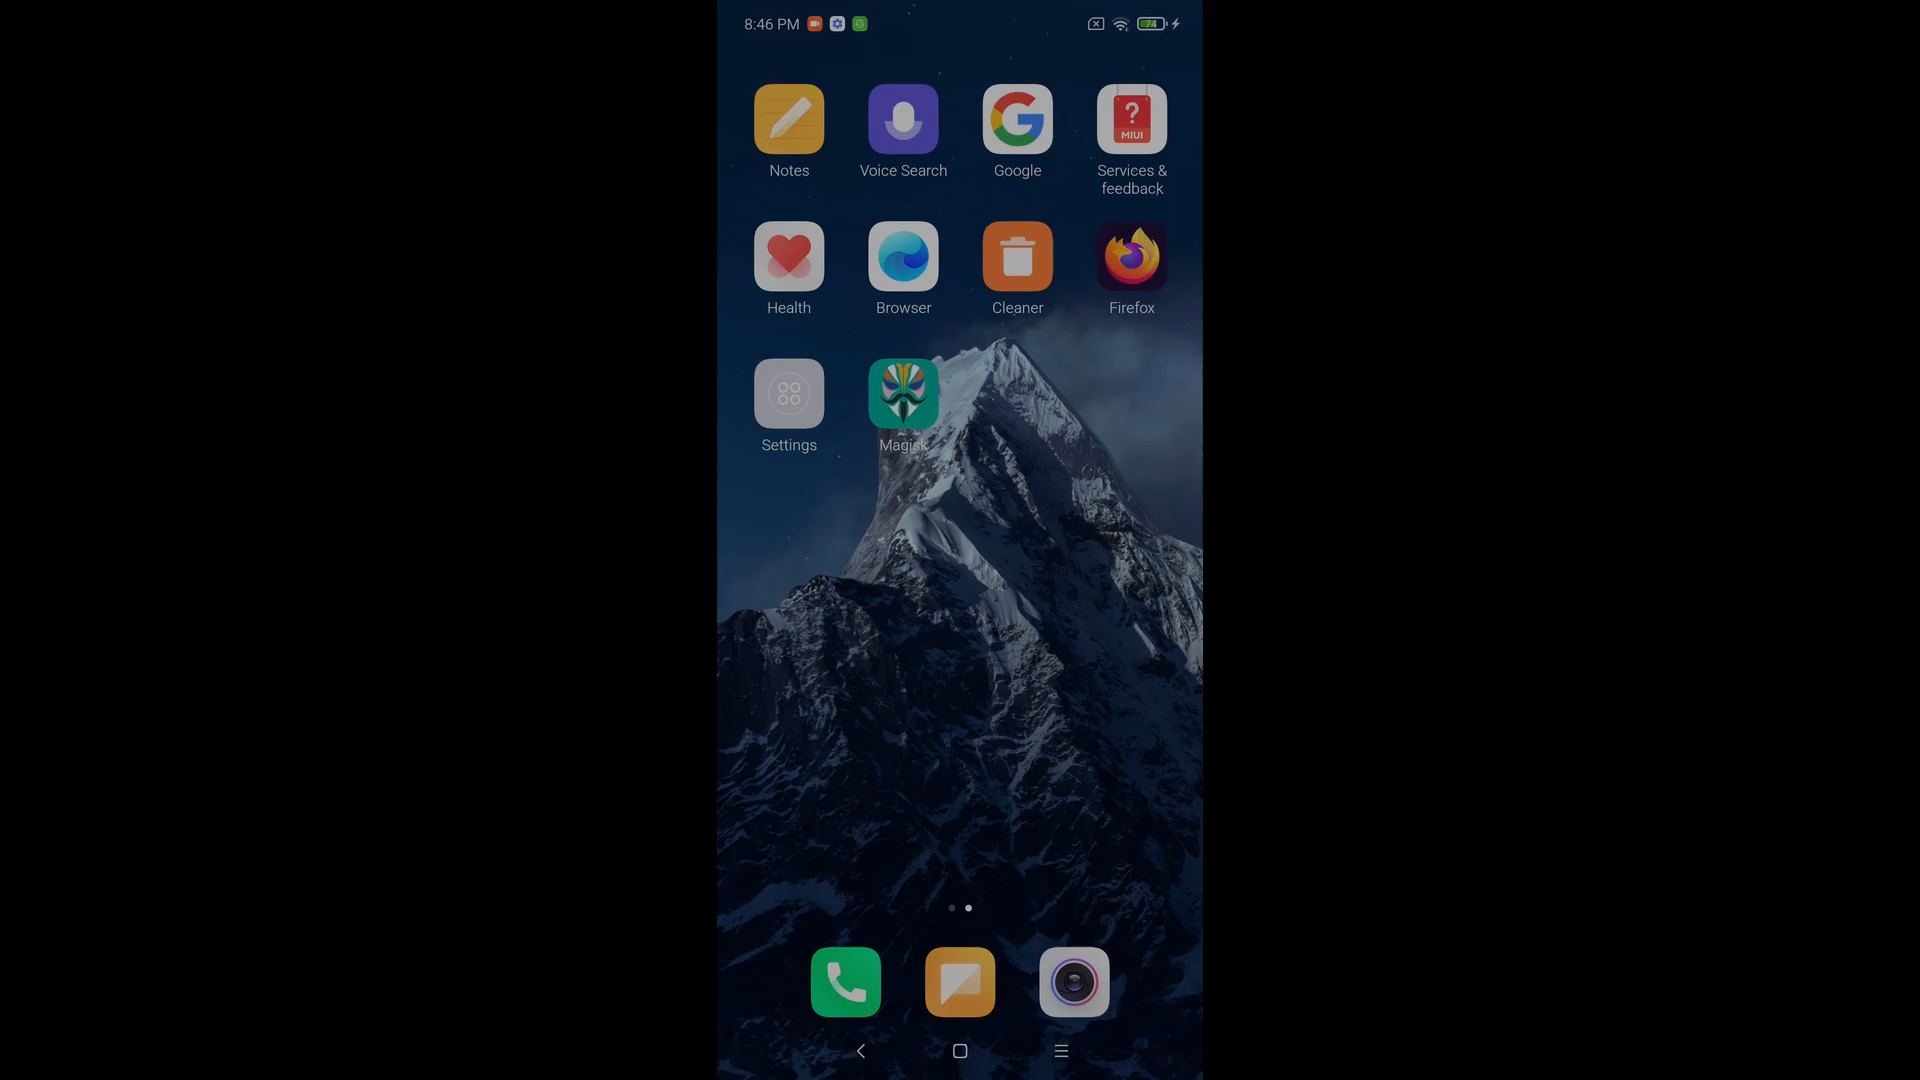 8:46 PM
74
MIUI
Notes
Voice Search
Google
Services &
feedback
Health
Browser
Cleaner
Firefox
Settings
Magisk